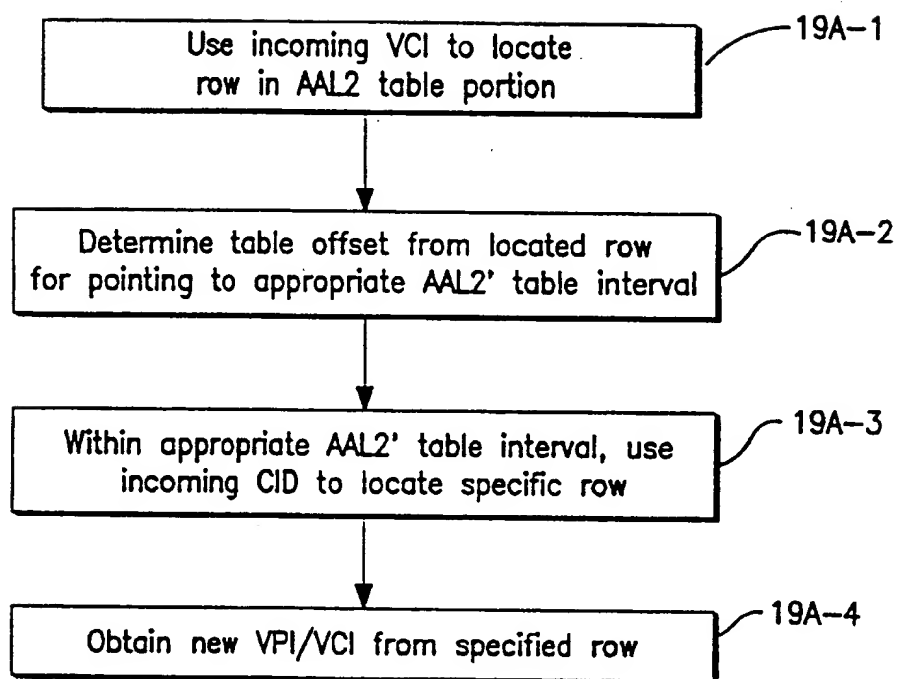 Use incoming VCI to locate
row in AAL2 table portion
19A-1
Determine table offset from located row
for pointing to appropriate AAL2' table interval
19A-2
Within appropriate AAL2' table interval, use
incoming CID to locate specific row
19A-3
Obtain new VPI/VCI from specified row
19A-4